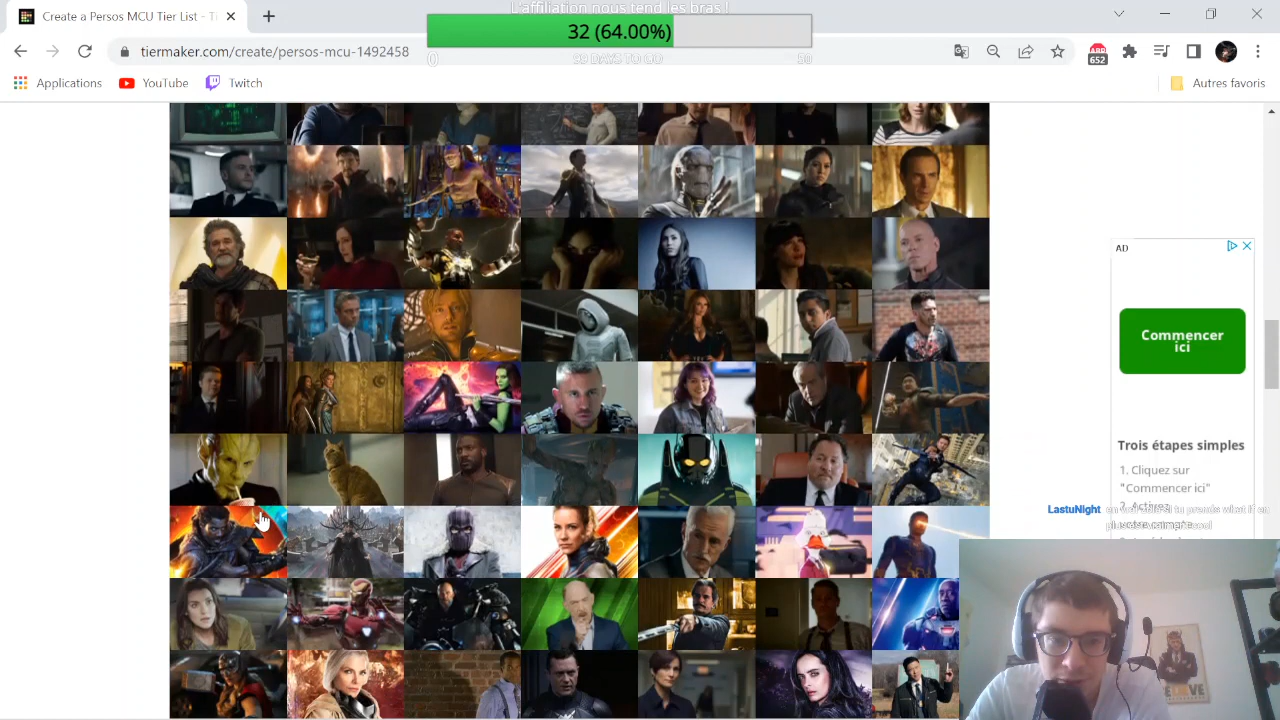 Create a Persos MCU Tier List - Ti
L'affiliation nous tend les bras !
32 (64.00%)
tiermaker.com/create/persos-mcu-1492458
652
Applications
YouTube
Twitch
Autres favoris
AD
Commencer
ici
Trois étapes simples
1. Cliquez sur
"Commencer ici"
LastuNight